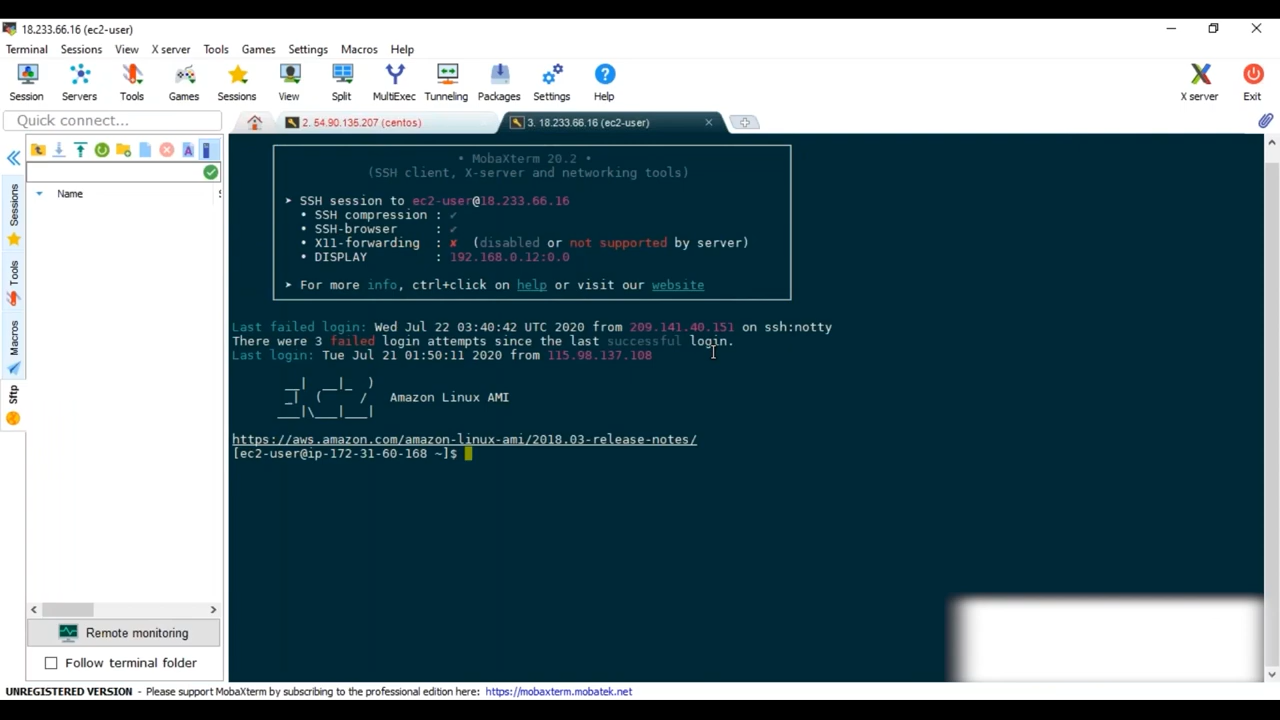 18.233.66.16 (ec2-user)
Terminal Sessions View X server Tools Games Settings Macros Help
Session Servers Tools Games Sessions View Split MultiExec Tunneling Packages Settings Help X server Exit
Quick connect...
2. 54.90.135.207 (centos)
3. 18.233.66.16 (ec2-user)
Sessions
Tools
Macros
Sftp
Name
• MobaXterm 20.2 •
(SSH client, X-server and networking tools)
➤ SSH session to ec2-user@18.233.66.16
• SSH compression : ✔
• SSH-browser : ✔
• X11-forwarding : ✘ (disabled or not supported by server)
• DISPLAY : 192.168.0.12:0.0
➤ For more info, ctrl+click on help or visit our website
Last failed login: Wed Jul 22 03:40:42 UTC 2020 from 209.141.40.151 on ssh:notty
There were 3 failed login attempts since the last successful login.
Last login: Tue Jul 21 01:50:11 2020 from 115.98.137.108
__| __|_ )
_| ( / Amazon Linux AMI
___|\___|___|
https://aws.amazon.com/amazon-linux-ami/2018.03-release-notes/
[ec2-user@ip-172-31-60-168 ~]$
Remote monitoring
Follow terminal folder
UNREGISTERED VERSION - Please support MobaXterm by subscribing to the professional edition here: https://mobaxterm.mobatek.net